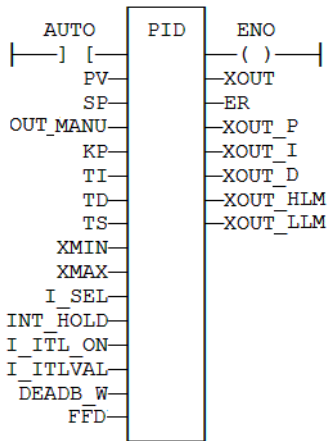 AUTO PID ENO
] [ ( )
PV XOUT
SP ER
OUT_MANU XOUT_P
KP XOUT_I
TI XOUT_D
TD XOUT_HLM
TS XOUT_LLM
XMIN
XMAX
I_SEL
INT_HOLD
I_ITL_ON
I_ITLVAL
DEADB_W
FFD